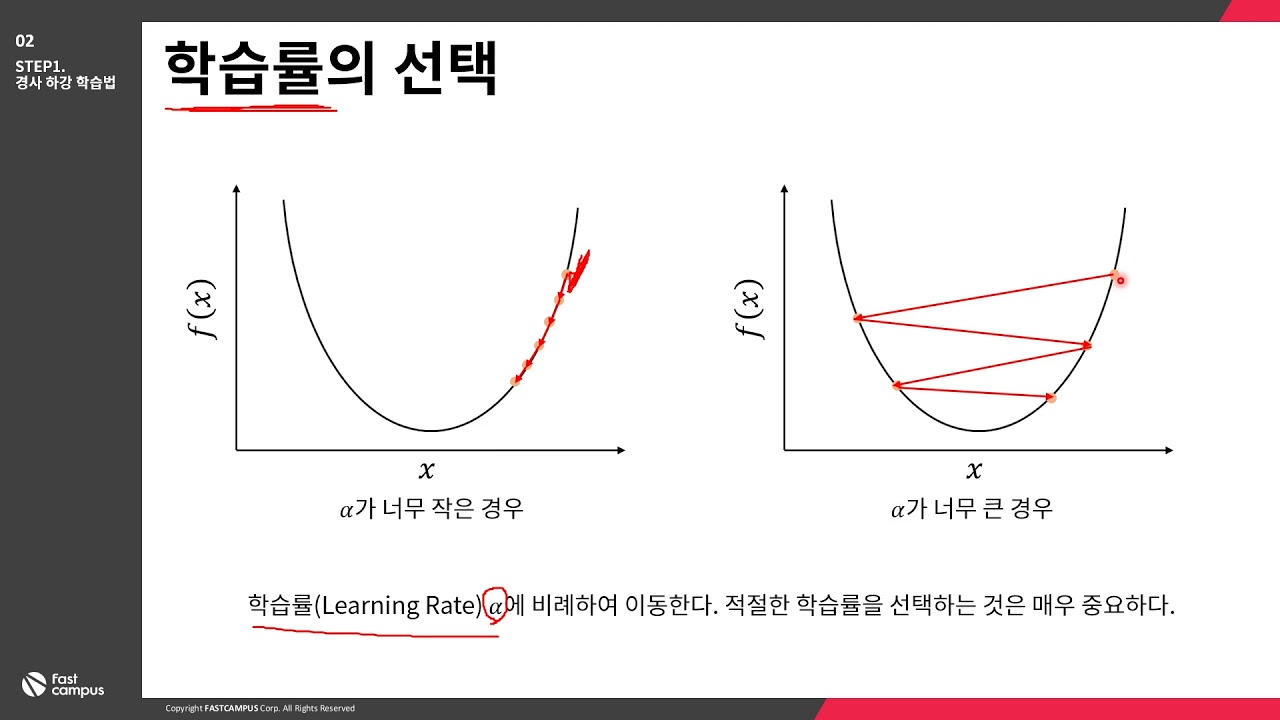 02
STEP1.
경사 하강 학습법
학습률의 선택
f(x)
x
α가 너무 작은 경우
f(x)
x
α가 너무 큰 경우
학습률(Learning Rate) α에 비례하여 이동한다. 적절한 학습률을 선택하는 것은 매우 중요하다.
Fast
campus
Copyright FASTCAMPUS Corp. All Rights Reserved